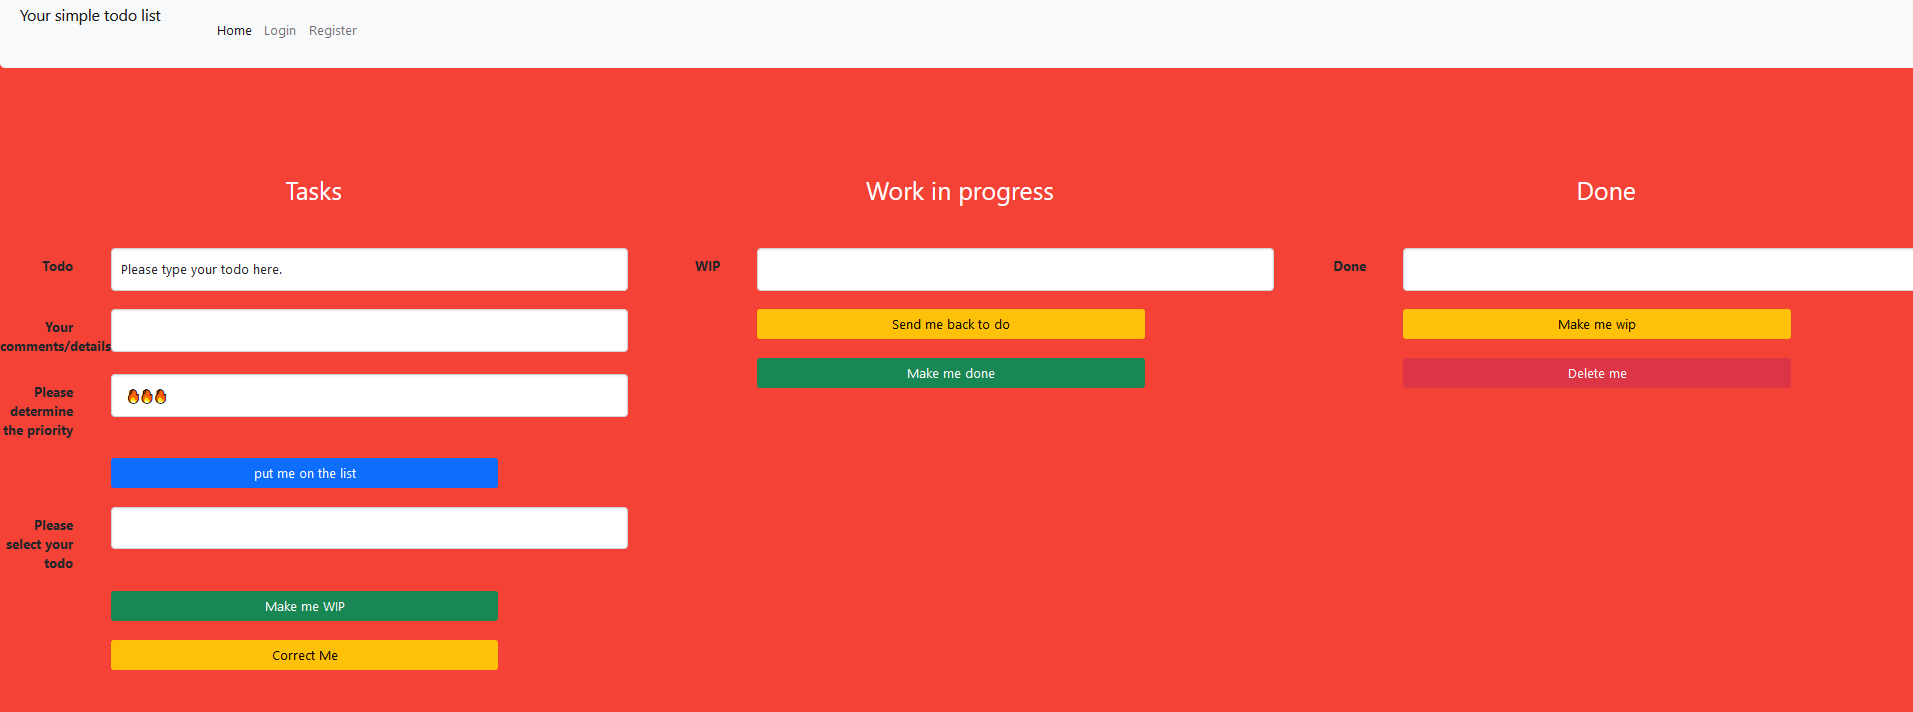 Your simple todo list
Home Login Register
Tasks
Todo
Please type your todo here.
Your
comments/details
Please
determine
the priority
🔥🔥🔥
put me on the list
Please
select your
todo
Make me WIP
Correct Me
Work in progress
WIP
Send me back to do
Make me done
Done
Done
Make me wip
Delete me